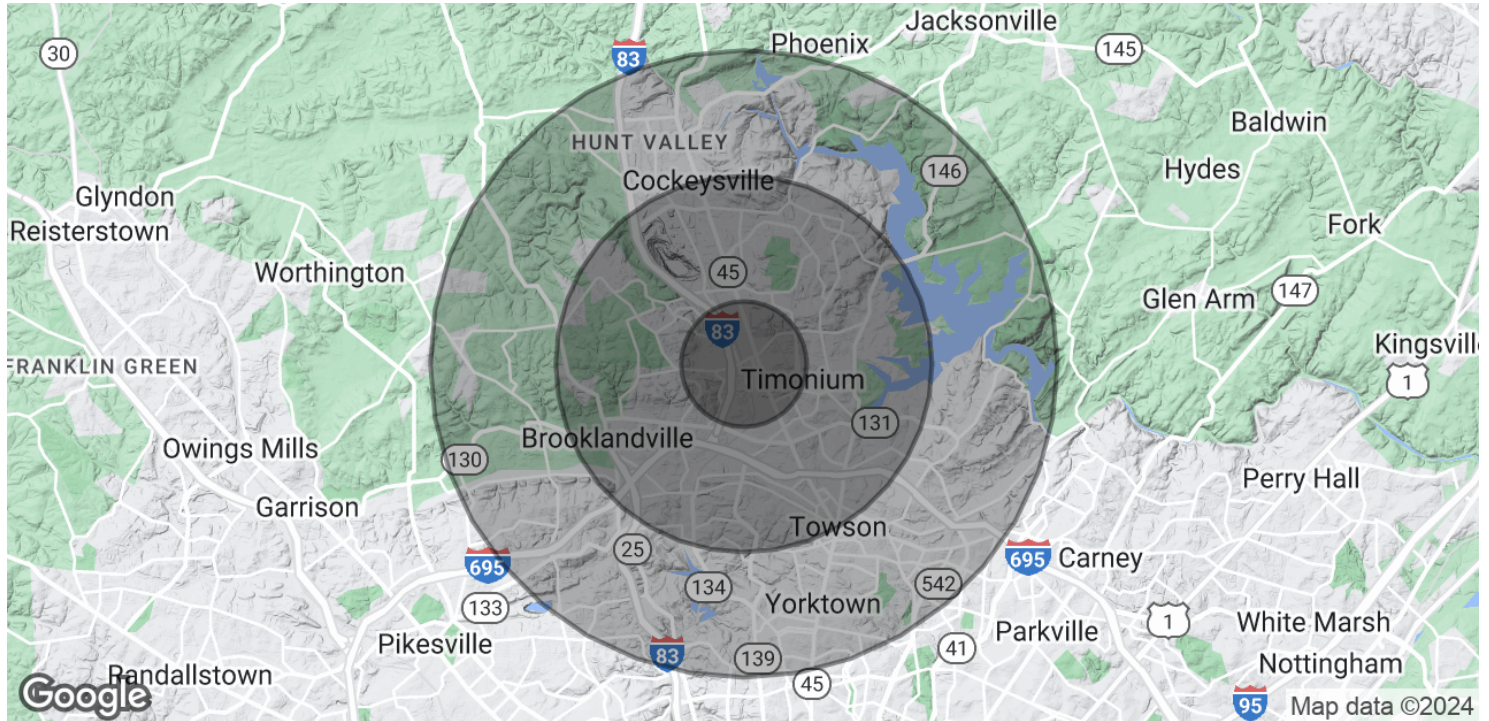 Jacksonville
30
83
Phoenix
145
Baldwin
HUNT VALLEY
146
Hydes
Cockeysville
Glyndon
Reisterstown
Fork
Worthington
45
147
Glen Arm
83
Kingsvill
FRANKLIN GREEN
Timonium
1
131
Brooklandville
Owings Mills
130
Perry Hall
Garrison
Towson
25
695
695
Carney
134
542
133
Yorktown
1
White Marsh
Pikesville
Parkville
41
83
139
Nottingham
Randallstown
45
Google
95
Map data ©2024